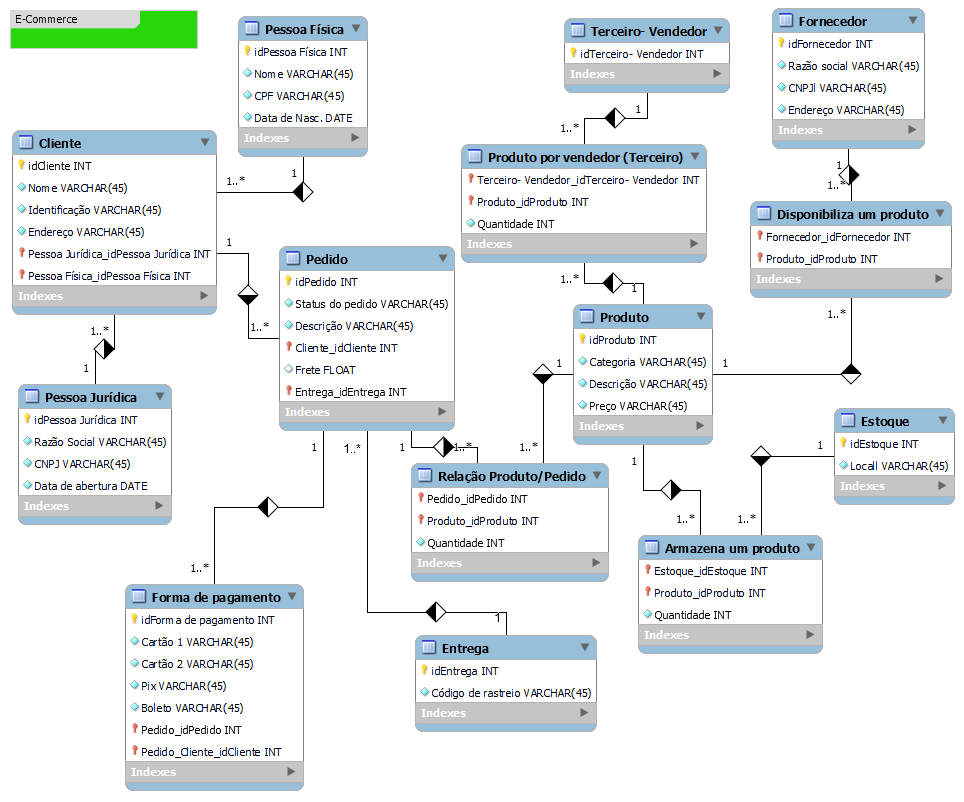 E-Commerce
Pessoa Física
idPessoa Física INT
Nome VARCHAR(45)
CPF VARCHAR(45)
Data de Nasc. DATE
Indexes
Terceiro- Vendedor
idTerceiro- Vendedor INT
Indexes
Fornecedor
idFornecedor INT
Razão social VARCHAR(45)
CNPJl VARCHAR(45)
Endereço VARCHAR(45)
Indexes
Cliente
idCliente INT
Nome VARCHAR(45)
Identificação VARCHAR(45)
Endereço VARCHAR(45)
Pessoa Jurídica_idPessoa Jurídica INT
Pessoa Física_idPessoa Física INT
Indexes
1..*
1
1..*
1
Produto por vendedor (Terceiro)
Terceiro- Vendedor_idTerceiro- Vendedor INT
Produto_idProduto INT
Quantidade INT
Indexes
1
1..*
Disponibiliza um produto
Fornecedor_idFornecedor INT
Produto_idProduto INT
Indexes
1
1..*
Pedido
idPedido INT
Status do pedido VARCHAR(45)
Descrição VARCHAR(45)
Cliente_idCliente INT
Frete FLOAT
Entrega_idEntrega INT
Indexes
1..*
1
Produto
idProduto INT
Categoria VARCHAR(45)
Descrição VARCHAR(45)
Preço VARCHAR(45)
Indexes
1..*
1
1..*
1
Pessoa Jurídica
idPessoa Jurídica INT
Razão Social VARCHAR(45)
CNPJ VARCHAR(45)
Data de abertura DATE
Indexes
1
1..*
Estoque
idEstoque INT
Locall VARCHAR(45)
Indexes
1
1..*
1
1..*
Relação Produto/Pedido
Pedido_idPedido INT
Produto_idProduto INT
Quantidade INT
Indexes
1
1..*
1
1..*
Armazena um produto
Estoque_idEstoque INT
Produto_idProduto INT
Quantidade INT
Indexes
1
1..*
Forma de pagamento
idForma de pagamento INT
Cartão 1 VARCHAR(45)
Cartão 2 VARCHAR(45)
Pix VARCHAR(45)
Boleto VARCHAR(45)
Pedido_idPedido INT
Pedido_Cliente_idCliente INT
Indexes
1..*
1
Entrega
idEntrega INT
Código de rastreio VARCHAR(45)
Indexes